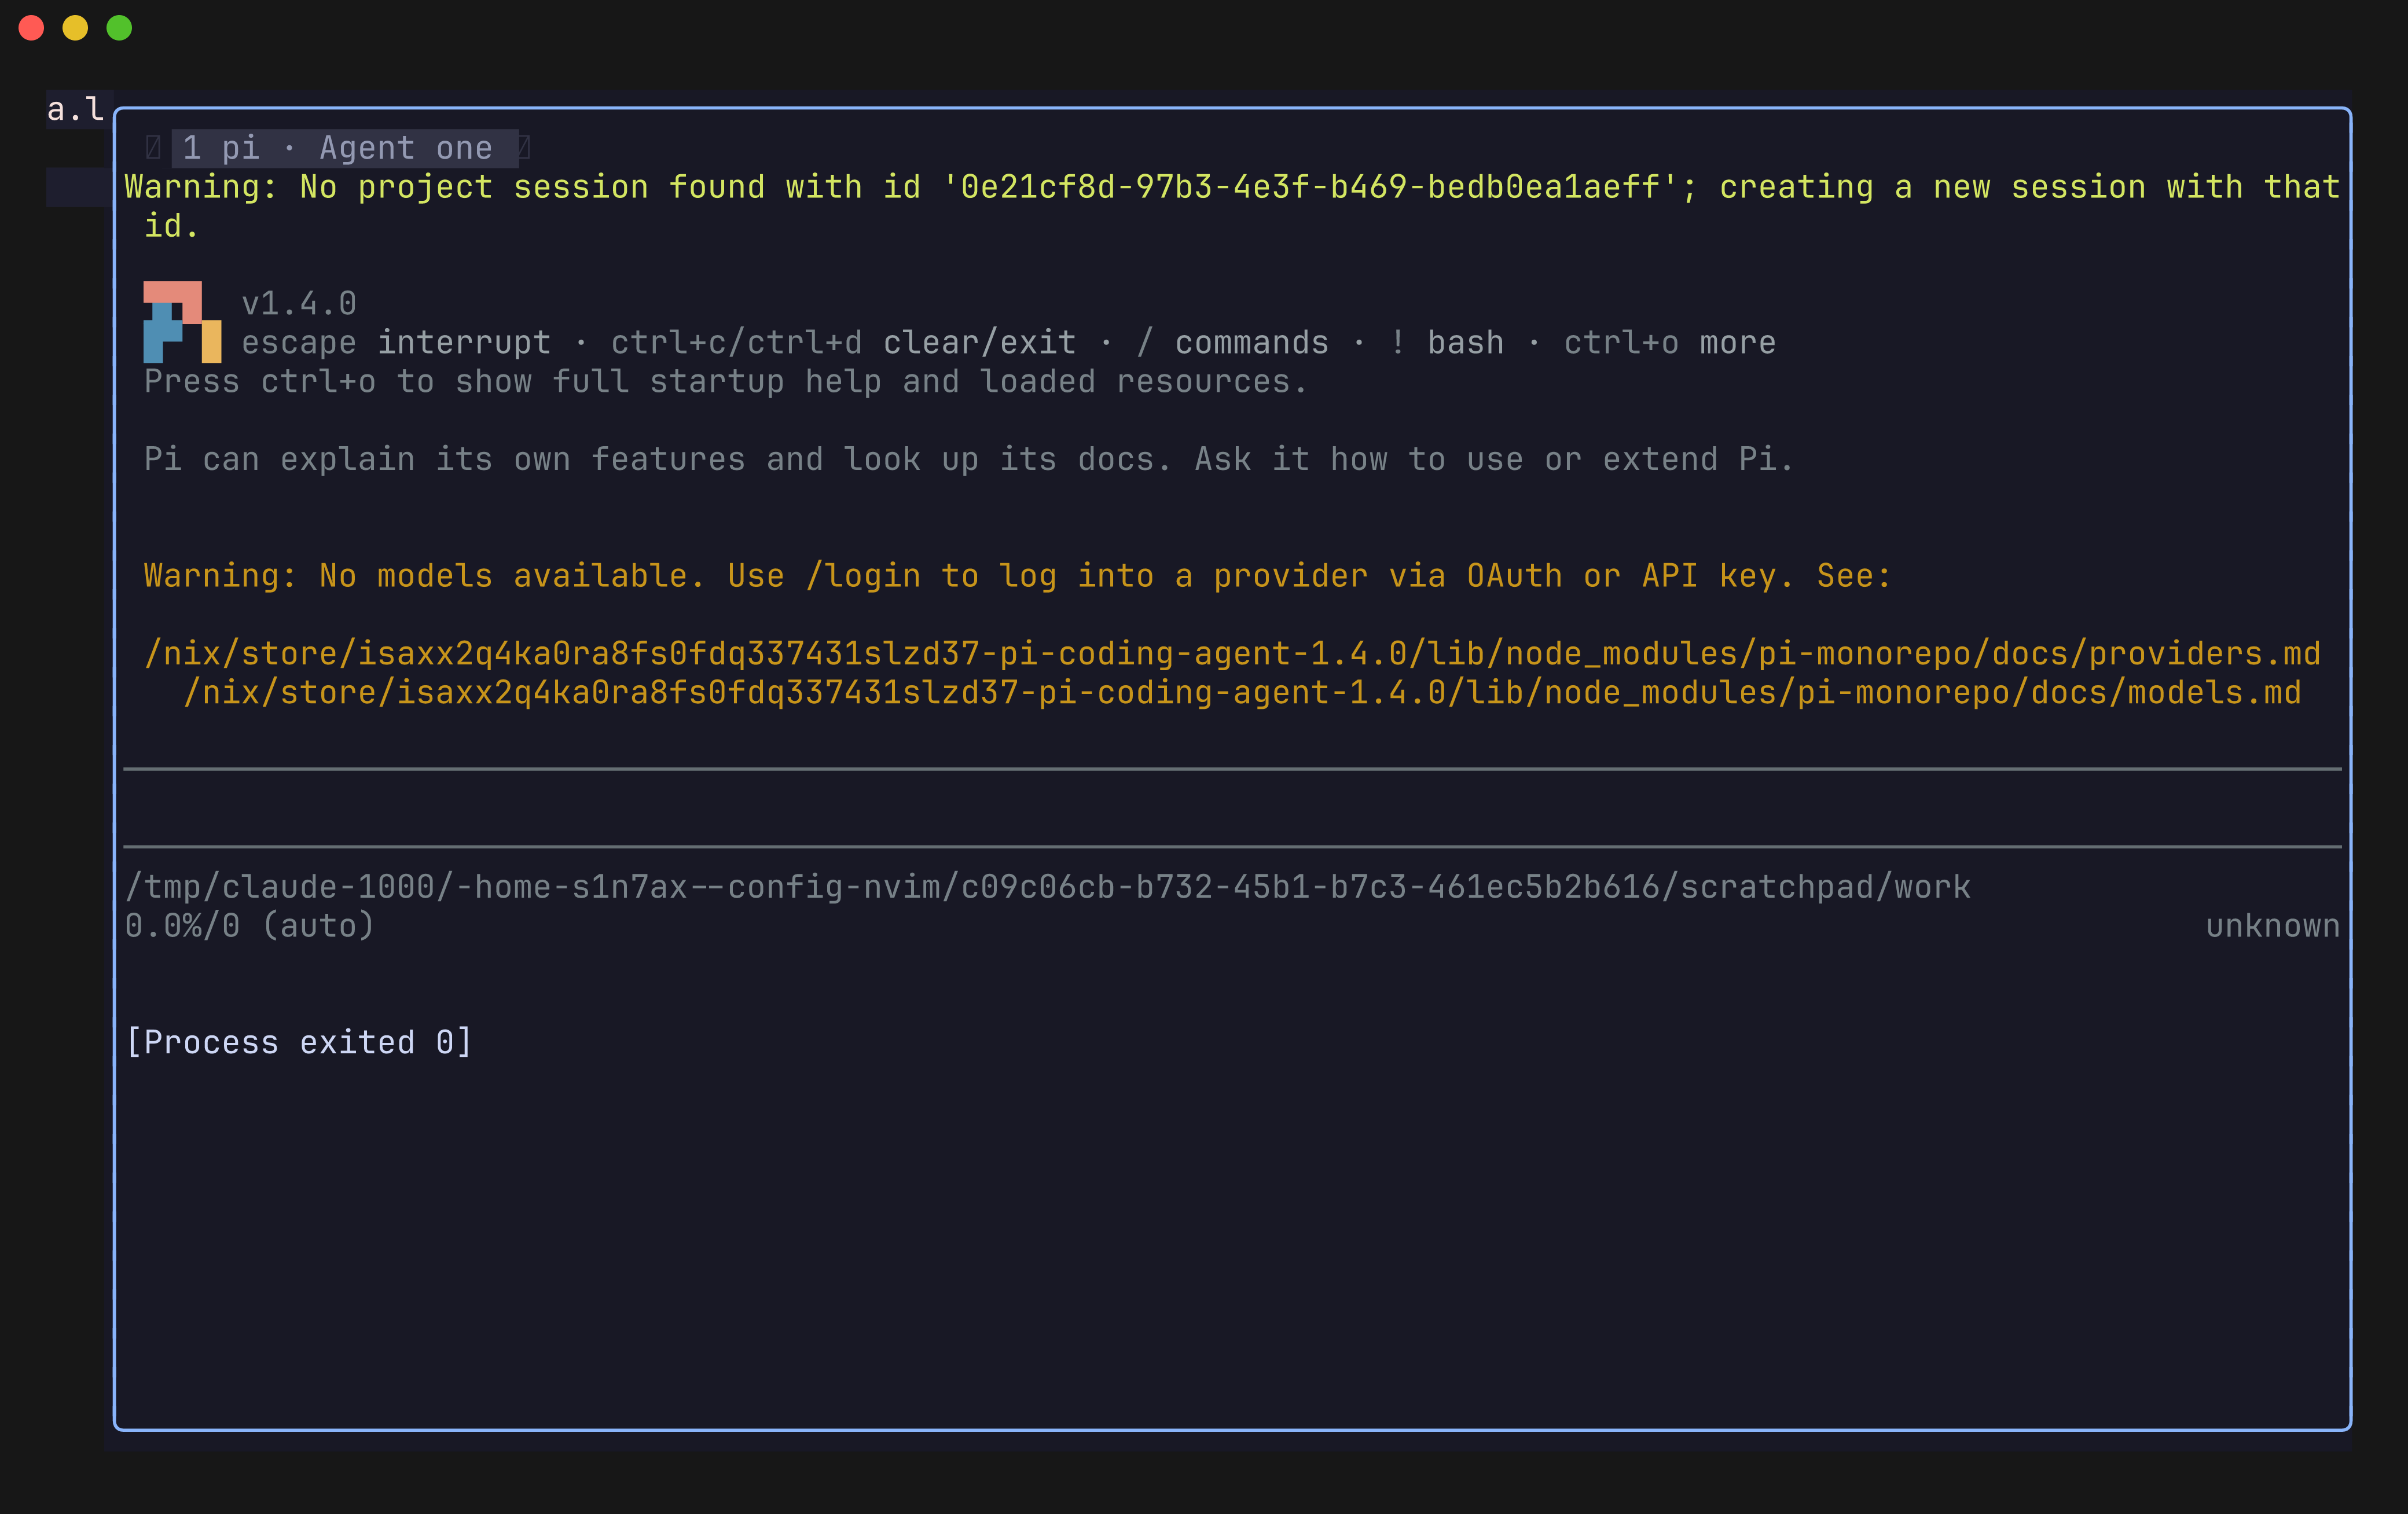 a.l
1 pi · Agent one
Warning: No project session found with id '0e21cf8d-97b3-4e3f-b469-bedb0ea1aeff'; creating a new session with that
id.
v1.4.0
escape interrupt · ctrl+c/ctrl+d clear/exit · / commands · ! bash · ctrl+o more
Press ctrl+o to show full startup help and loaded resources.
Pi can explain its own features and look up its docs. Ask it how to use or extend Pi.
Warning: No models available. Use /login to log into a provider via OAuth or API key. See:
/nix/store/isaxx2q4ka0ra8fs0fdq337431slzd37-pi-coding-agent-1.4.0/lib/node_modules/pi-monorepo/docs/providers.md
/nix/store/isaxx2q4ka0ra8fs0fdq337431slzd37-pi-coding-agent-1.4.0/lib/node_modules/pi-monorepo/docs/models.md
/tmp/claude-1000/-home-s1n7ax--config-nvim/c09c06cb-b732-45b1-b7c3-461ec5b2b616/scratchpad/work
0.0%/0 (auto) unknown
[Process exited 0]